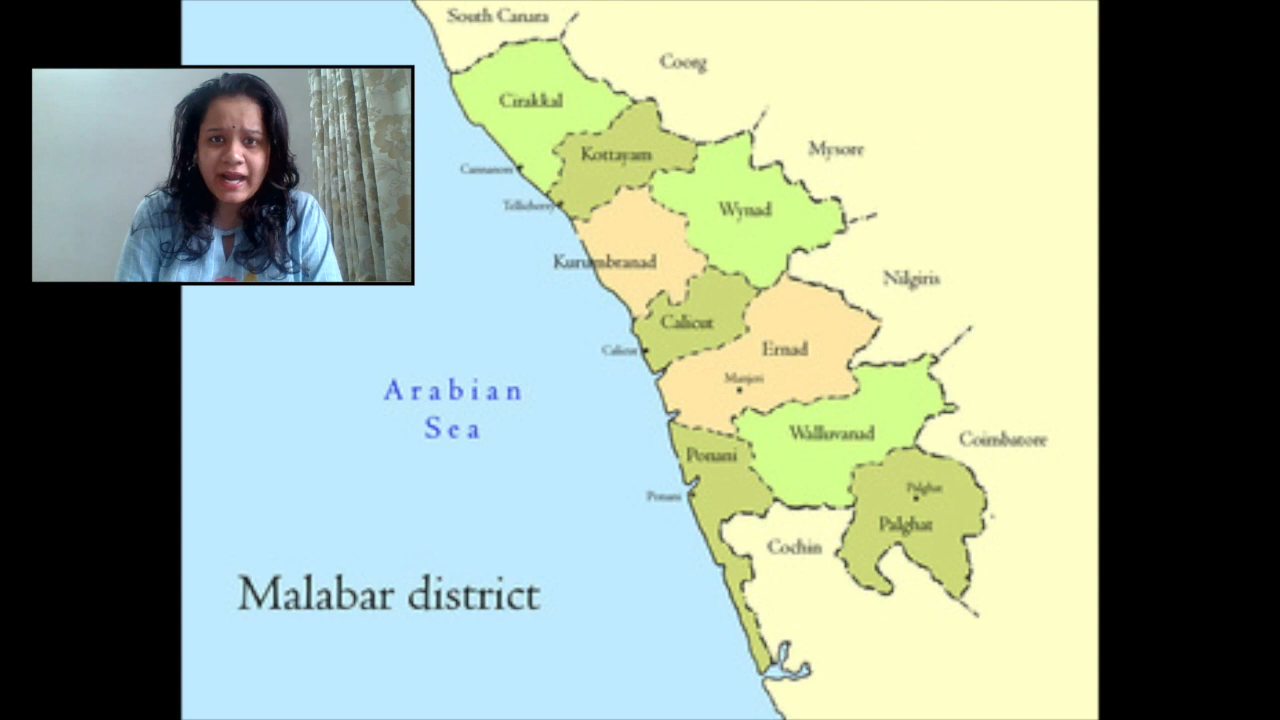 South Canara
Coorg
Cirakkal
Mysore
Kottayam
Cannanore
Tellicherry
Wynad
Kurumbranad
Nilgiris
Calicut
Calicut
Ernad
Manjeri
Arabian
Sea
Walluvanad
Coimbatore
Ponani
Palghat
Ponani
Palghat
Cochin
Malabar district